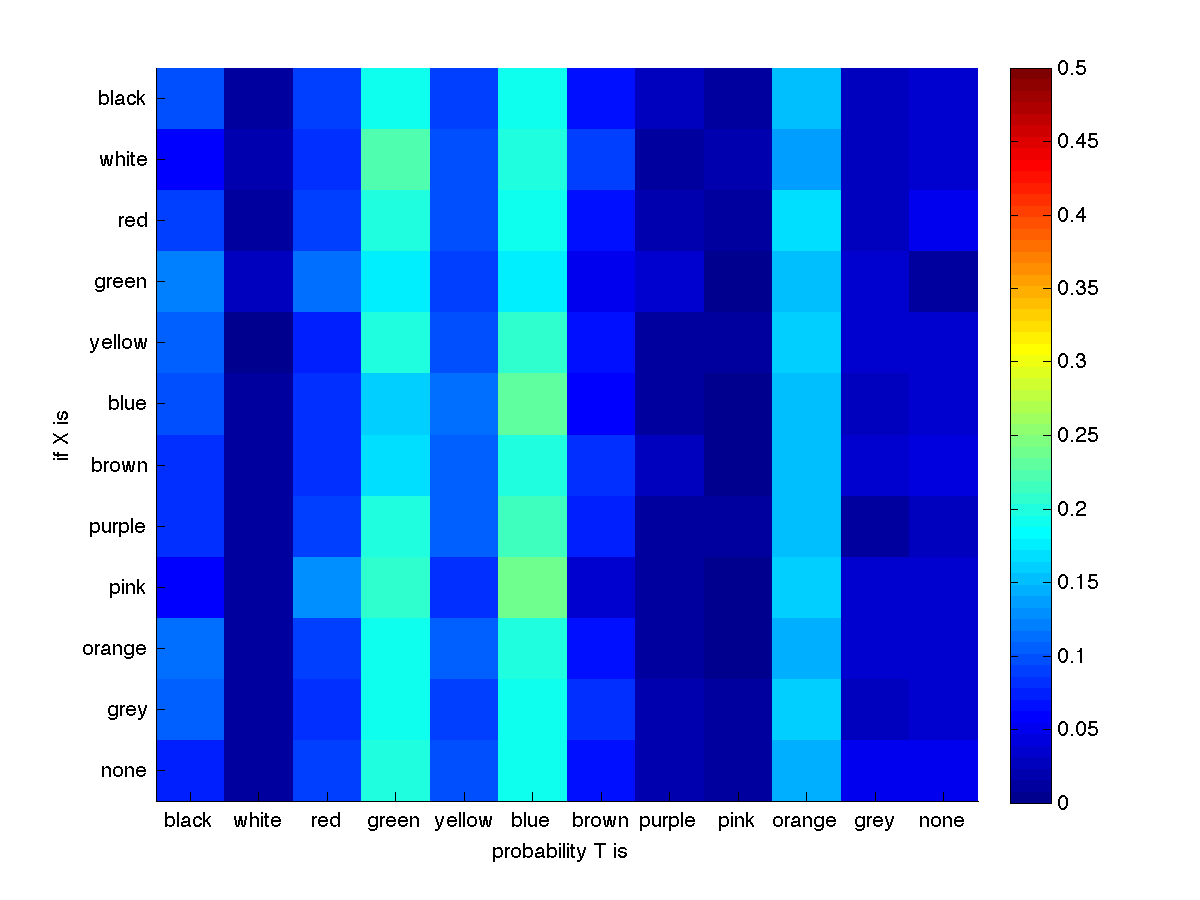 black
white
red
green
yellow
blue
brown
purple
pink
orange
grey
none
if X is
black white red green yellow blue brown purple pink orange grey none
probability T is
0.5
0.45
0.4
0.35
0.3
0.25
0.2
0.15
0.1
0.05
0